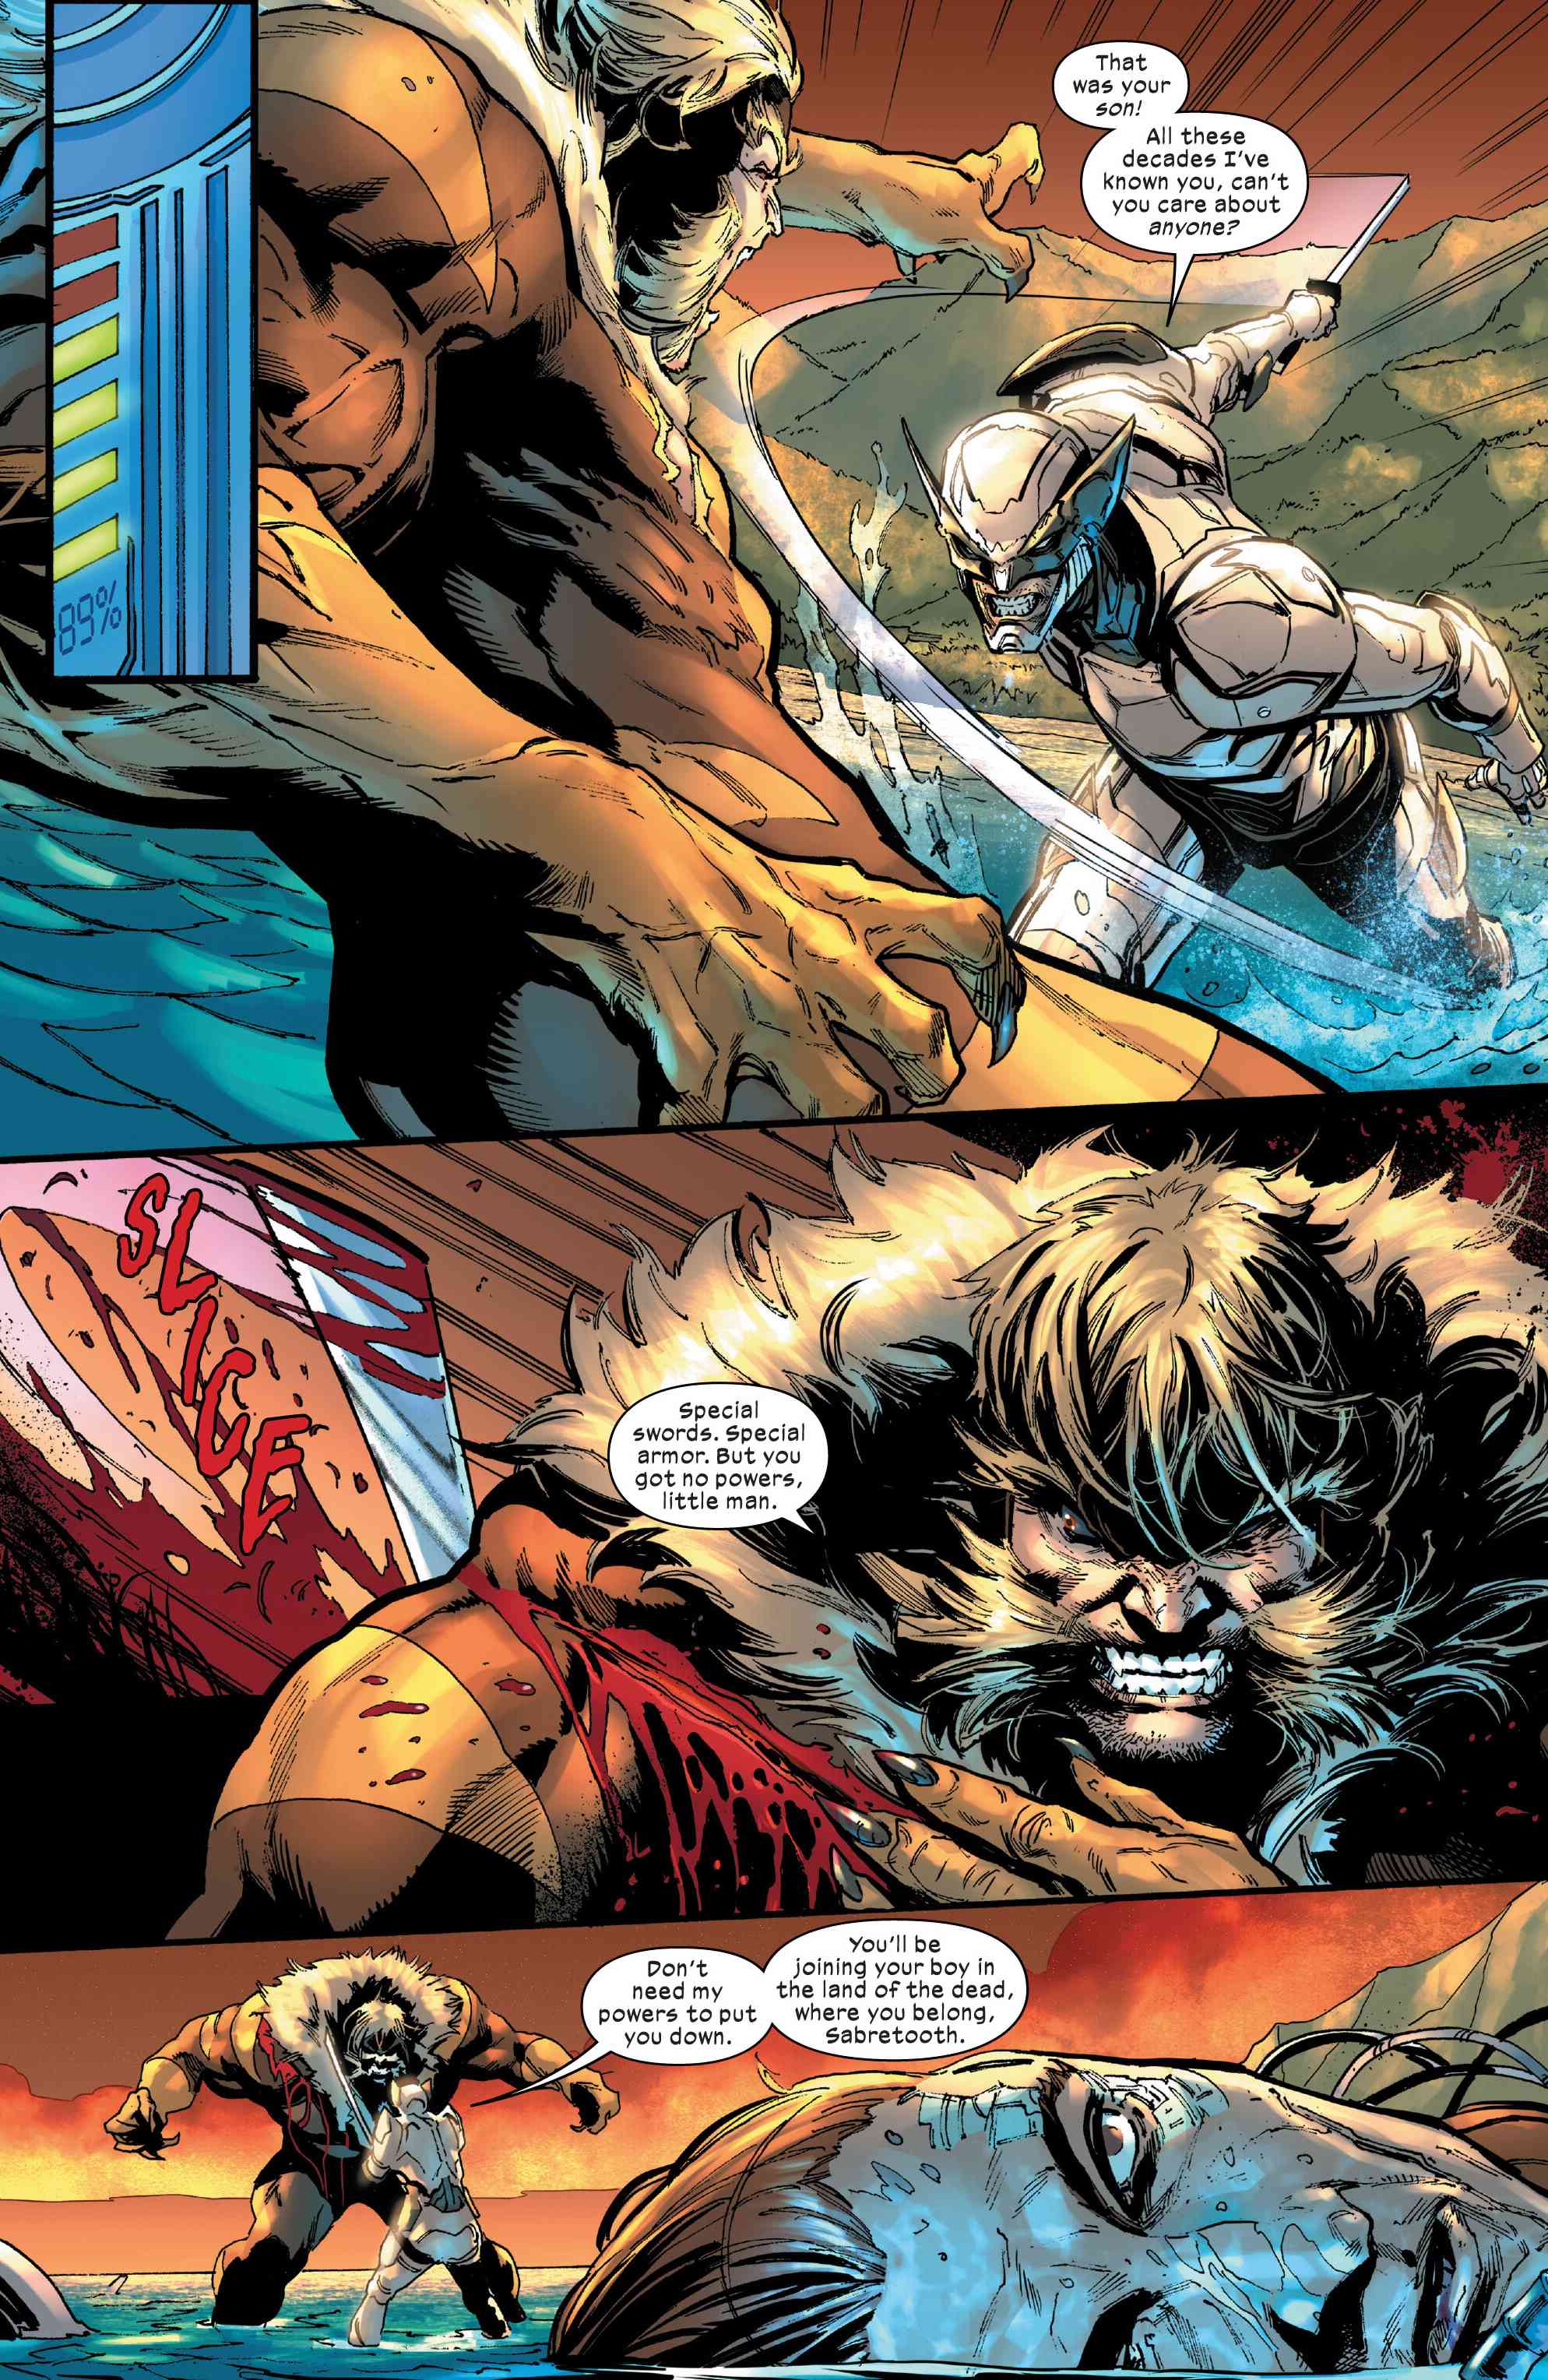 89%
That
was your
son!
All these
decades I've
known you, can't
you care about
anyone?
SLICE
Special
swords. Special
armor. But you
got no powers,
little man.
Don't
need my
powers to put
you down.
You'll be
joining your boy in
the land of the dead,
where you belong,
Sabretooth.